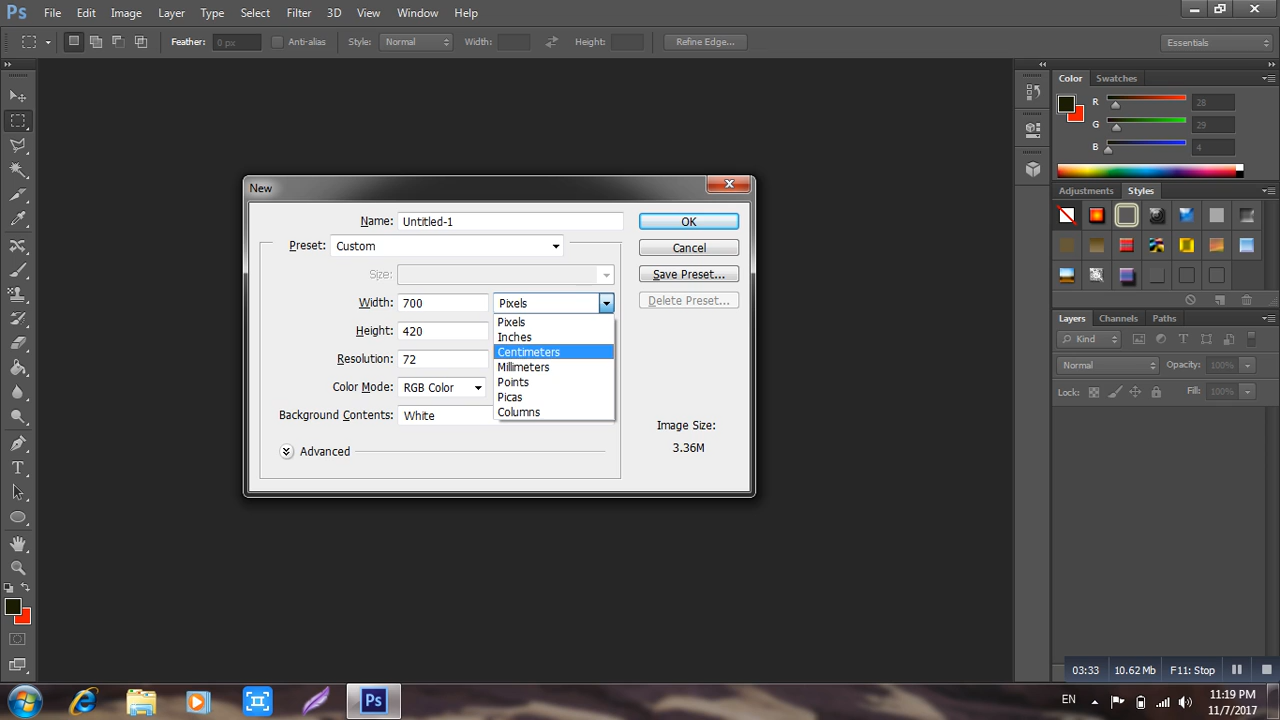 Ps File Edit Image Layer Type Select Filter 3D View Window Help
Feather: 0 px Anti-alias Style: Normal Width: Height: Refine Edge... Essentials
Color Swatches
R 28
G 29
B 4
Adjustments Styles
New
Name: Untitled-1 OK
Preset: Custom Cancel
Size: Save Preset...
Width: 700 Pixels Delete Preset...
Pixels
Height: 420 Inches
Centimeters
Resolution: 72 Millimeters
Points
Color Mode: RGB Color Picas
Background Contents: White Columns
Image Size:
3.36M
Advanced
Layers Channels Paths
Kind
Normal Opacity: 100%
Lock: Fill: 100%
T
03:33 10.62 Mb F11: Stop
Ps EN 11:19 PM
11/7/2017